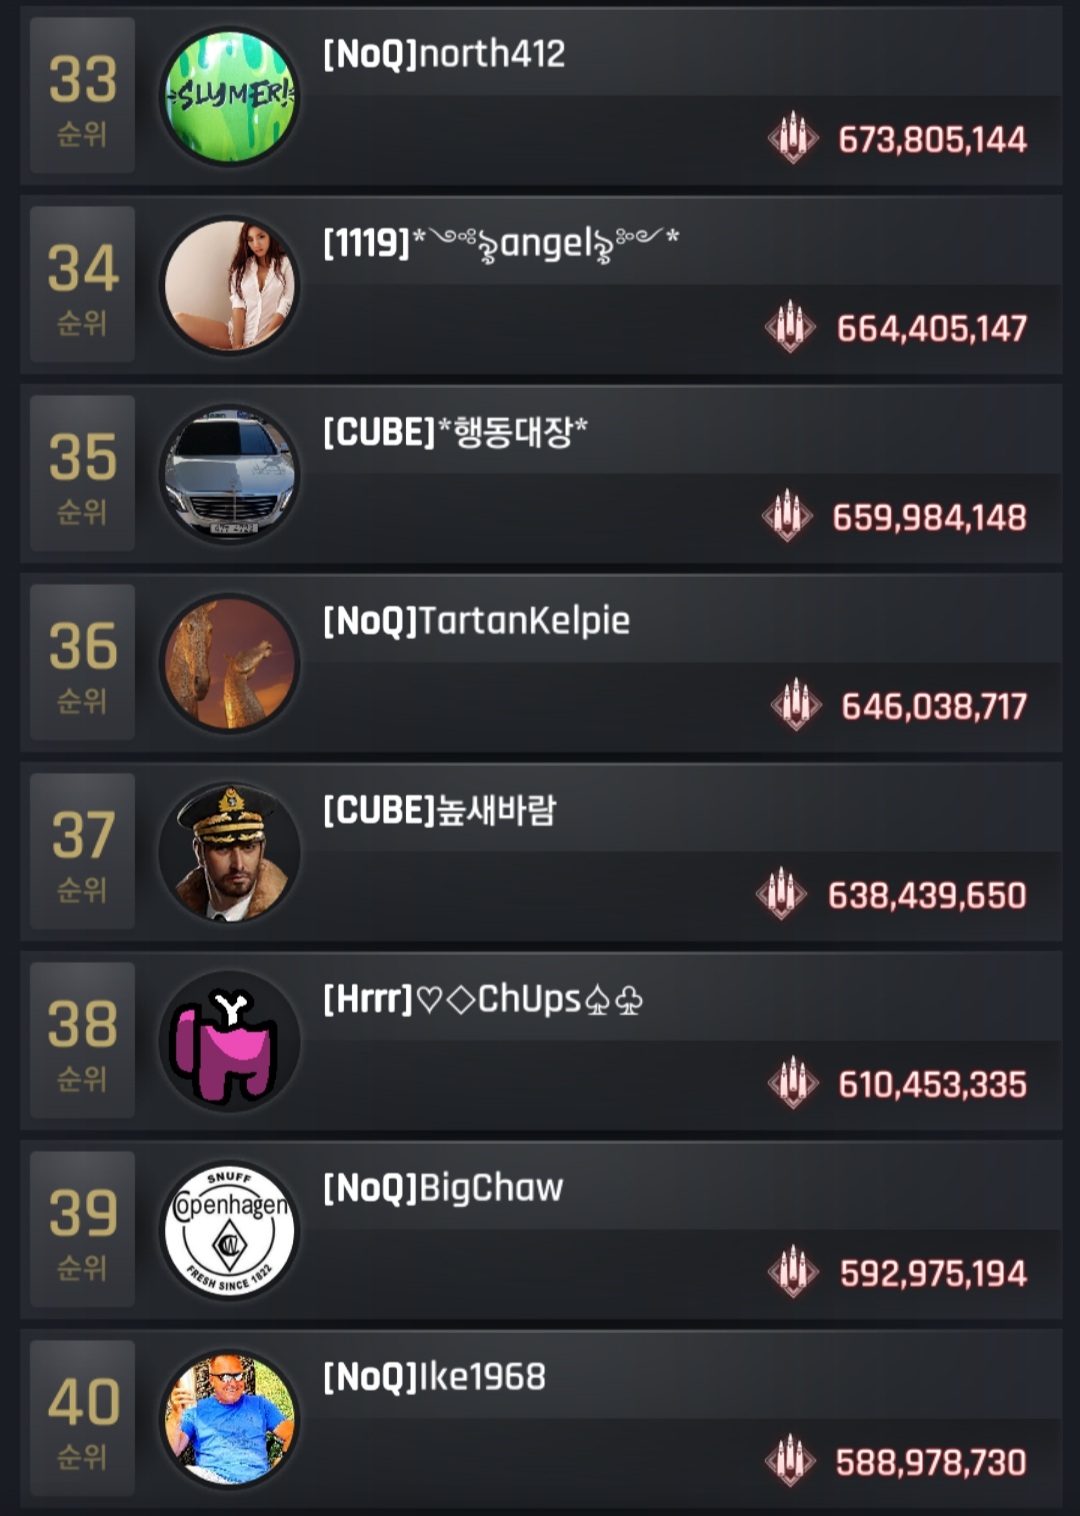 33
순위
SLYMER!
[NoQ]north412
673,805,144
34
순위
[1119]*༺angel༻*
664,405,147
35
순위
[CUBE]*행동대장*
659,984,148
36
순위
[NoQ]TartanKelpie
646,038,717
37
순위
[CUBE]높새바람
638,439,650
38
순위
[Hrrr]♡◇ChUps♤♧
610,453,335
39
순위
SNUFF
Copenhagen
CW
FRESH SINCE 1822
[NoQ]BigChaw
592,975,194
40
순위
[NoQ]Ike1968
588,978,730